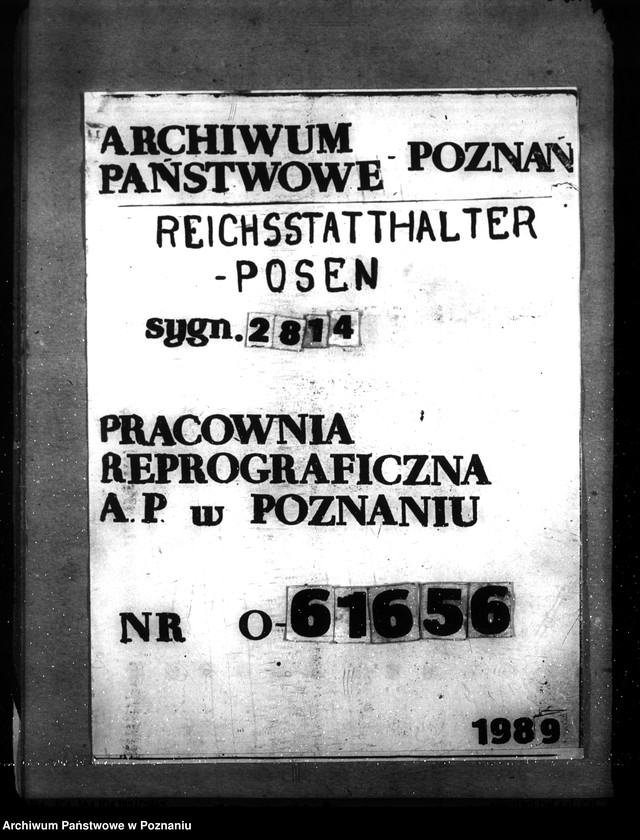 ARCHIWUM
PAŃSTWOWE - POZNAŃ
REICHSSTATTHALTER
-POSEN
sygn. 2814
PRACOWNIA
REPROGRAFICZNA
A.P. w POZNANIU
NR O-61656
1989
Archiwum Państwowe w Poznaniu